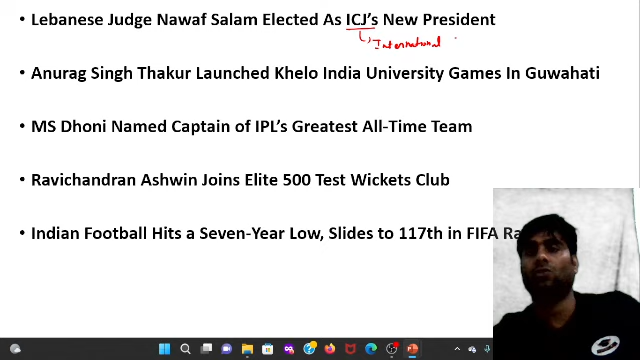 • Lebanese Judge Nawaf Salam Elected As ICJ's New President
International
• Anurag Singh Thakur Launched Khelo India University Games In Guwahati
• MS Dhoni Named Captain of IPL's Greatest All-Time Team
• Ravichandran Ashwin Joins Elite 500 Test Wickets Club
• Indian Football Hits a Seven-Year Low, Slides to 117th in FIFA Ra